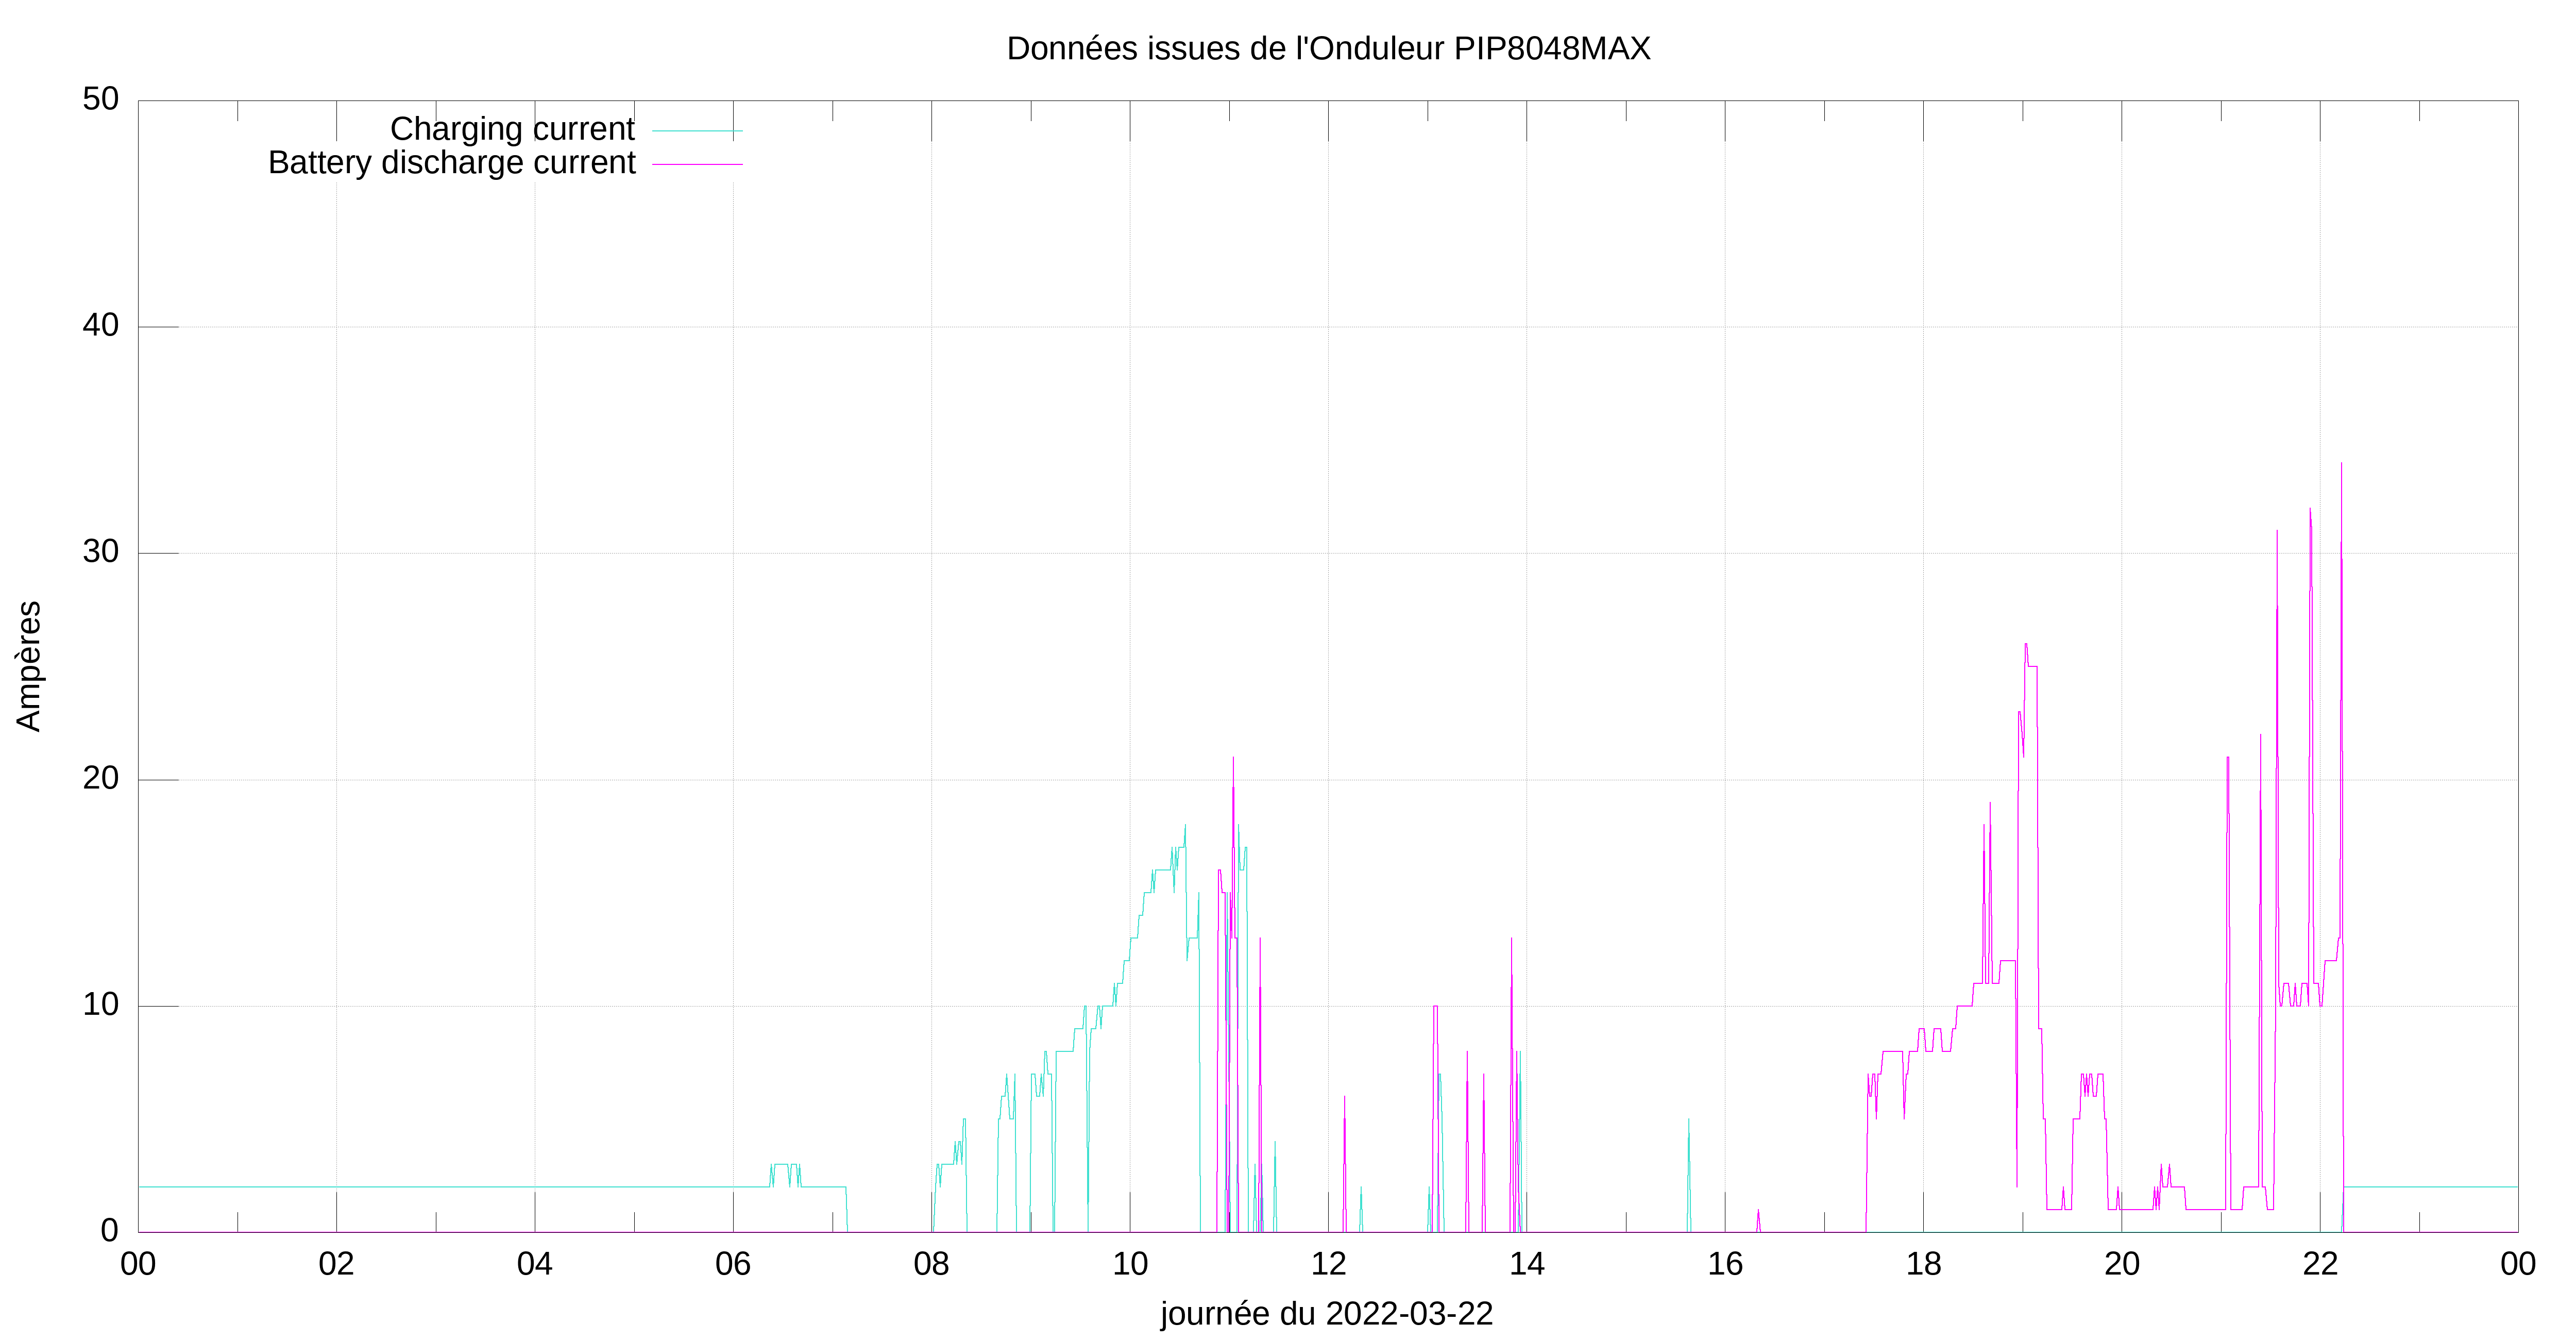 Données issues de l'Onduleur PIP8048MAX
50
Charging current
Battery discharge current
40
30
Ampères
20
10
0
00 02 04 06 08 10 12 14 16 18 20 22 00
journée du 2022-03-22